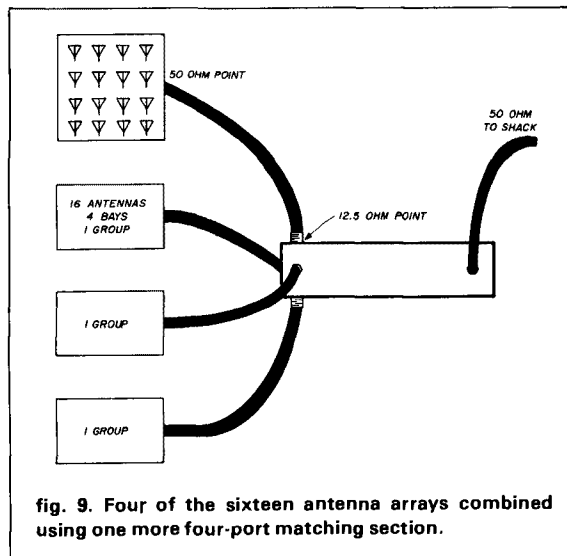 50 OHM POINT
50 OHM
TO SHACK
16 ANTENNAS
4 BAYS
1 GROUP
12.5 OHM POINT
1 GROUP
1 GROUP
fig. 9. Four of the sixteen antenna arrays combined
using one more four-port matching section.